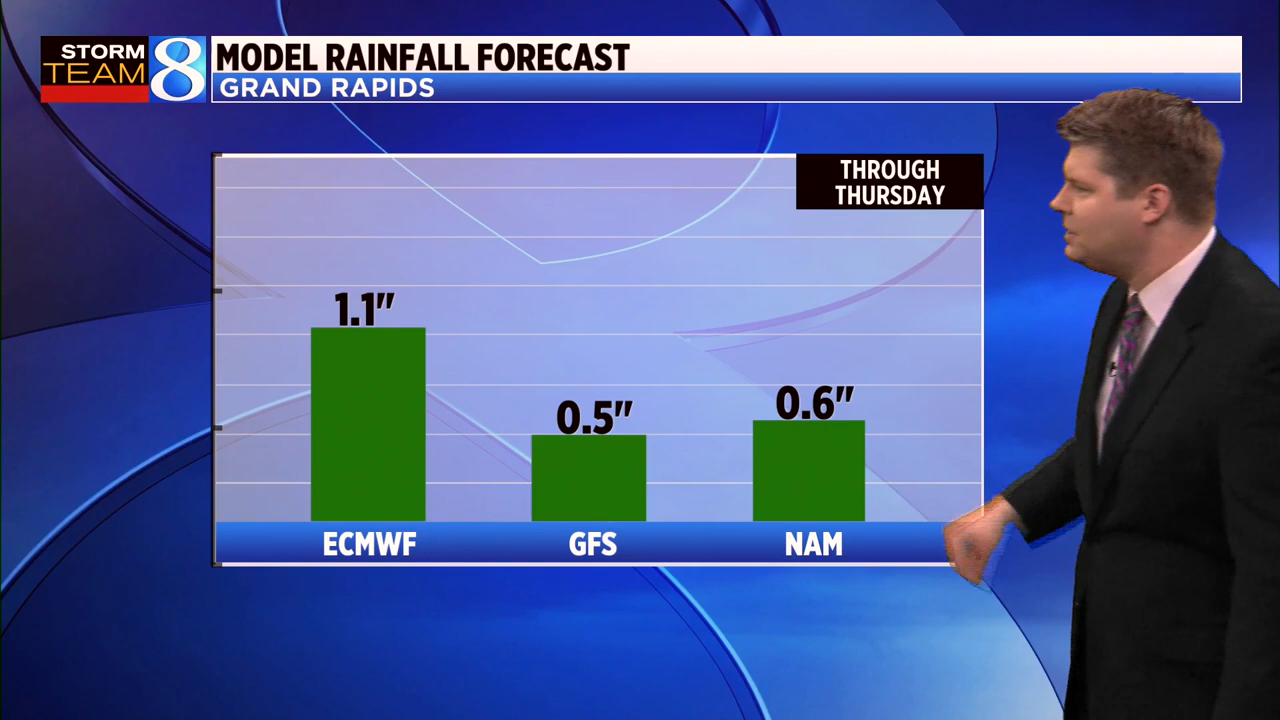 STORM
TEAM
8
MODEL RAINFALL FORECAST
GRAND RAPIDS
THROUGH
THURSDAY
1.1"
0.5"
0.6"
ECMWF
GFS
NAM